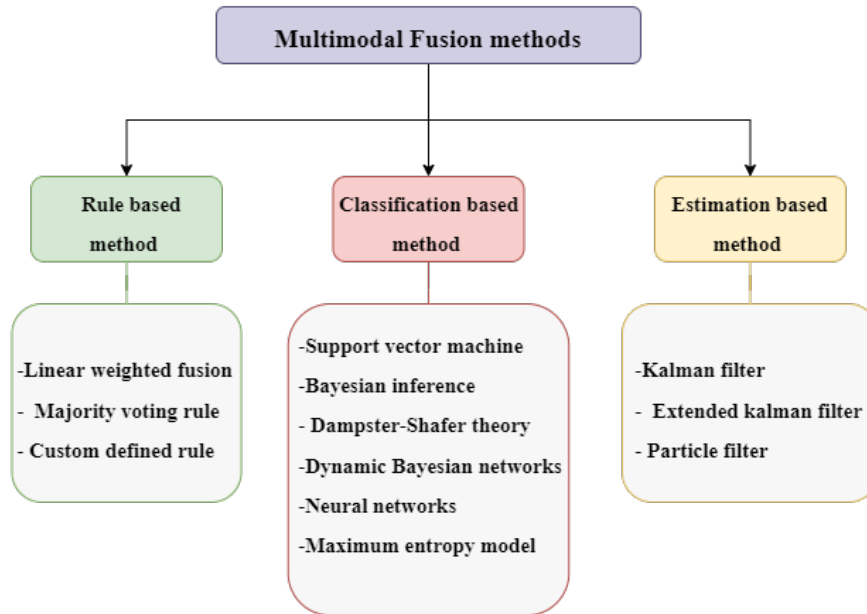 Multimodal Fusion methods
Rule based
method
Classification based
method
Estimation based
method
-Linear weighted fusion
- Majority voting rule
- Custom defined rule
-Support vector machine
-Bayesian inference
- Dampster-Shafer theory
-Dynamic Bayesian networks
-Neural networks
-Maximum entropy model
-Kalman filter
- Extended kalman filter
- Particle filter